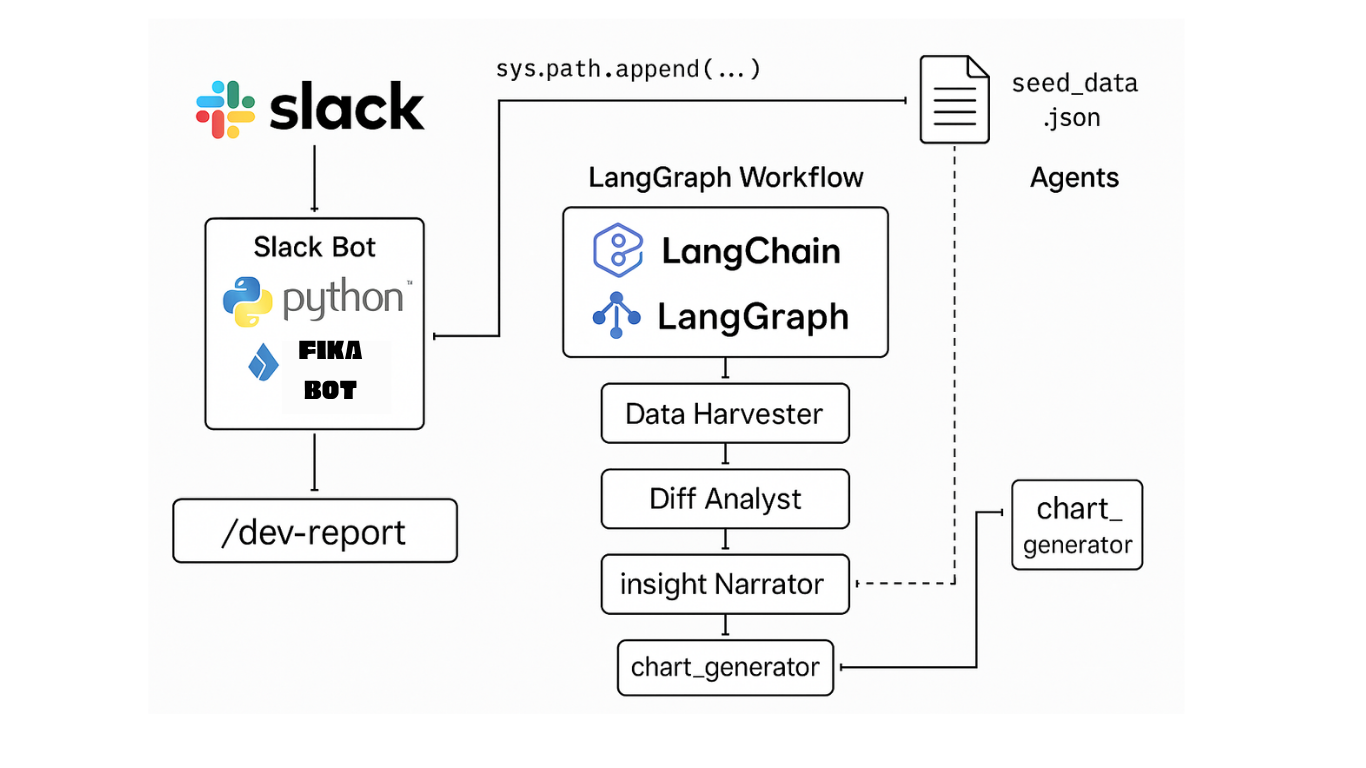 slack
sys.path.append(...)
seed_data
.json
Agents
Slack Bot
python™
FIKA
BOT
/dev-report
LangGraph Workflow
LangChain
LangGraph
Data Harvester
Diff Analyst
insight Narrator
chart_generator
chart_
generator